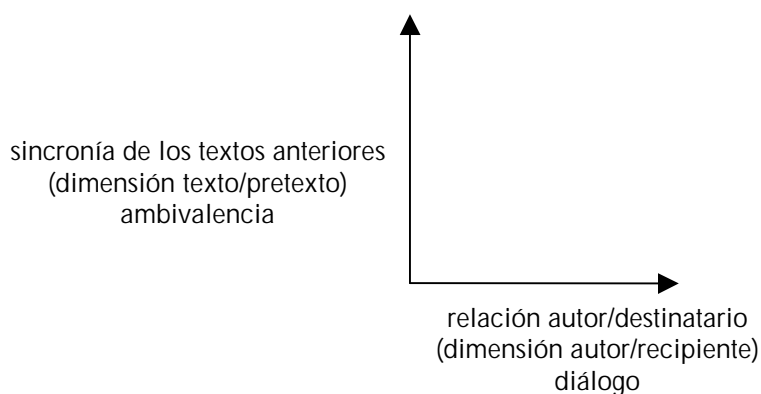 sincronía de los textos anteriores
(dimensión texto/pretexto)
ambivalencia
relación autor/destinatario
(dimensión autor/recipiente)
diálogo